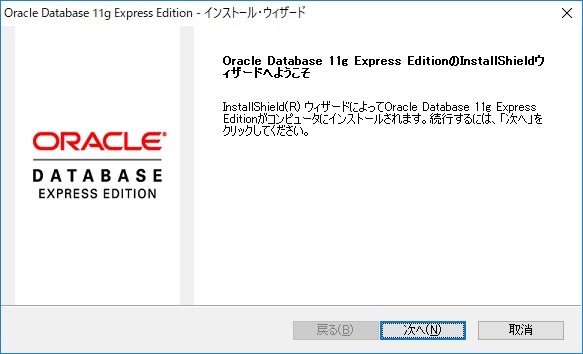 Oracle Database 11g Express Edition - インストール・ウィザード
Oracle Database 11g Express EditionのInstallShieldウ
ィザードへようこそ
InstallShield(R) ウィザードによってOracle Database 11g Express
Editionがコンピュータにインストールされます。続行するには、「次へ」を
クリックしてください。
ORACLE®
DATABASE
EXPRESS EDITION
戻る(B)
次へ(N)
取消